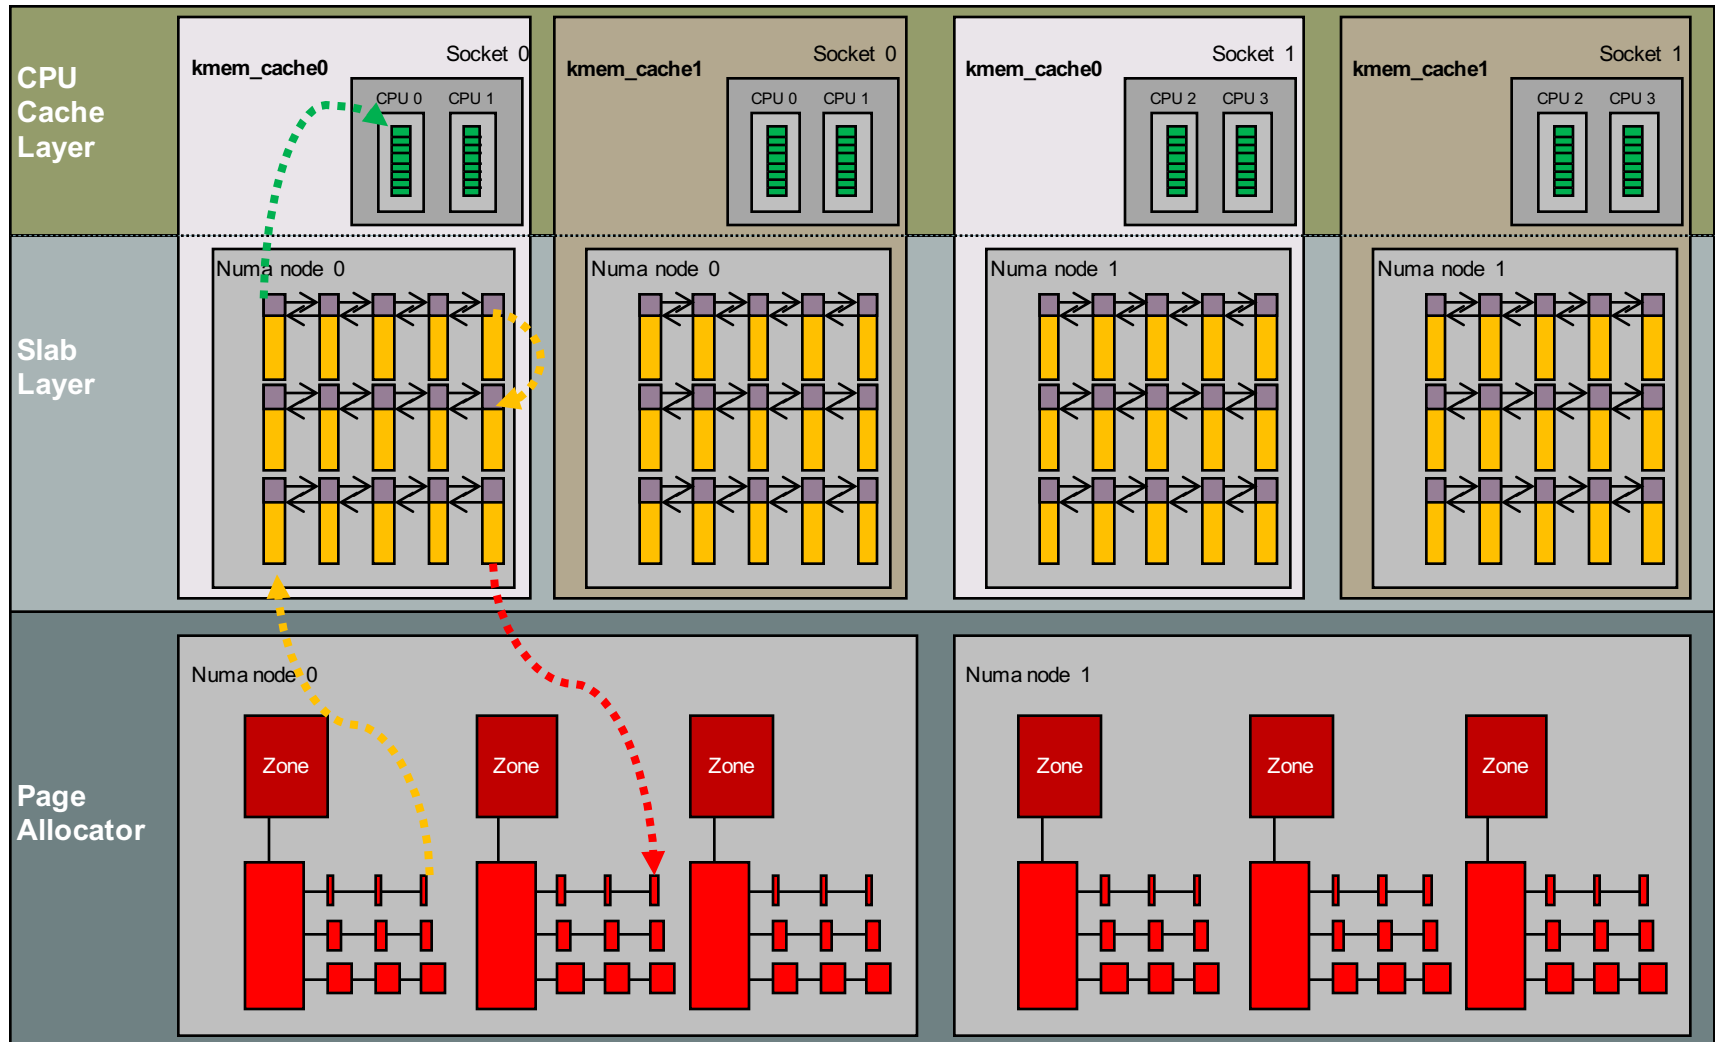 CPU
Cache
Layer
kmem_cache0
Socket 0
CPU 0
CPU 1
kmem_cache1
Socket 0
CPU 0
CPU 1
kmem_cache0
Socket 1
CPU 2
CPU 3
kmem_cache1
Socket 1
CPU 2
CPU 3
Slab
Layer
Numa node 0
Numa node 0
Numa node 1
Numa node 1
Page
Allocator
Numa node 0
Zone
Zone
Zone
Numa node 1
Zone
Zone
Zone